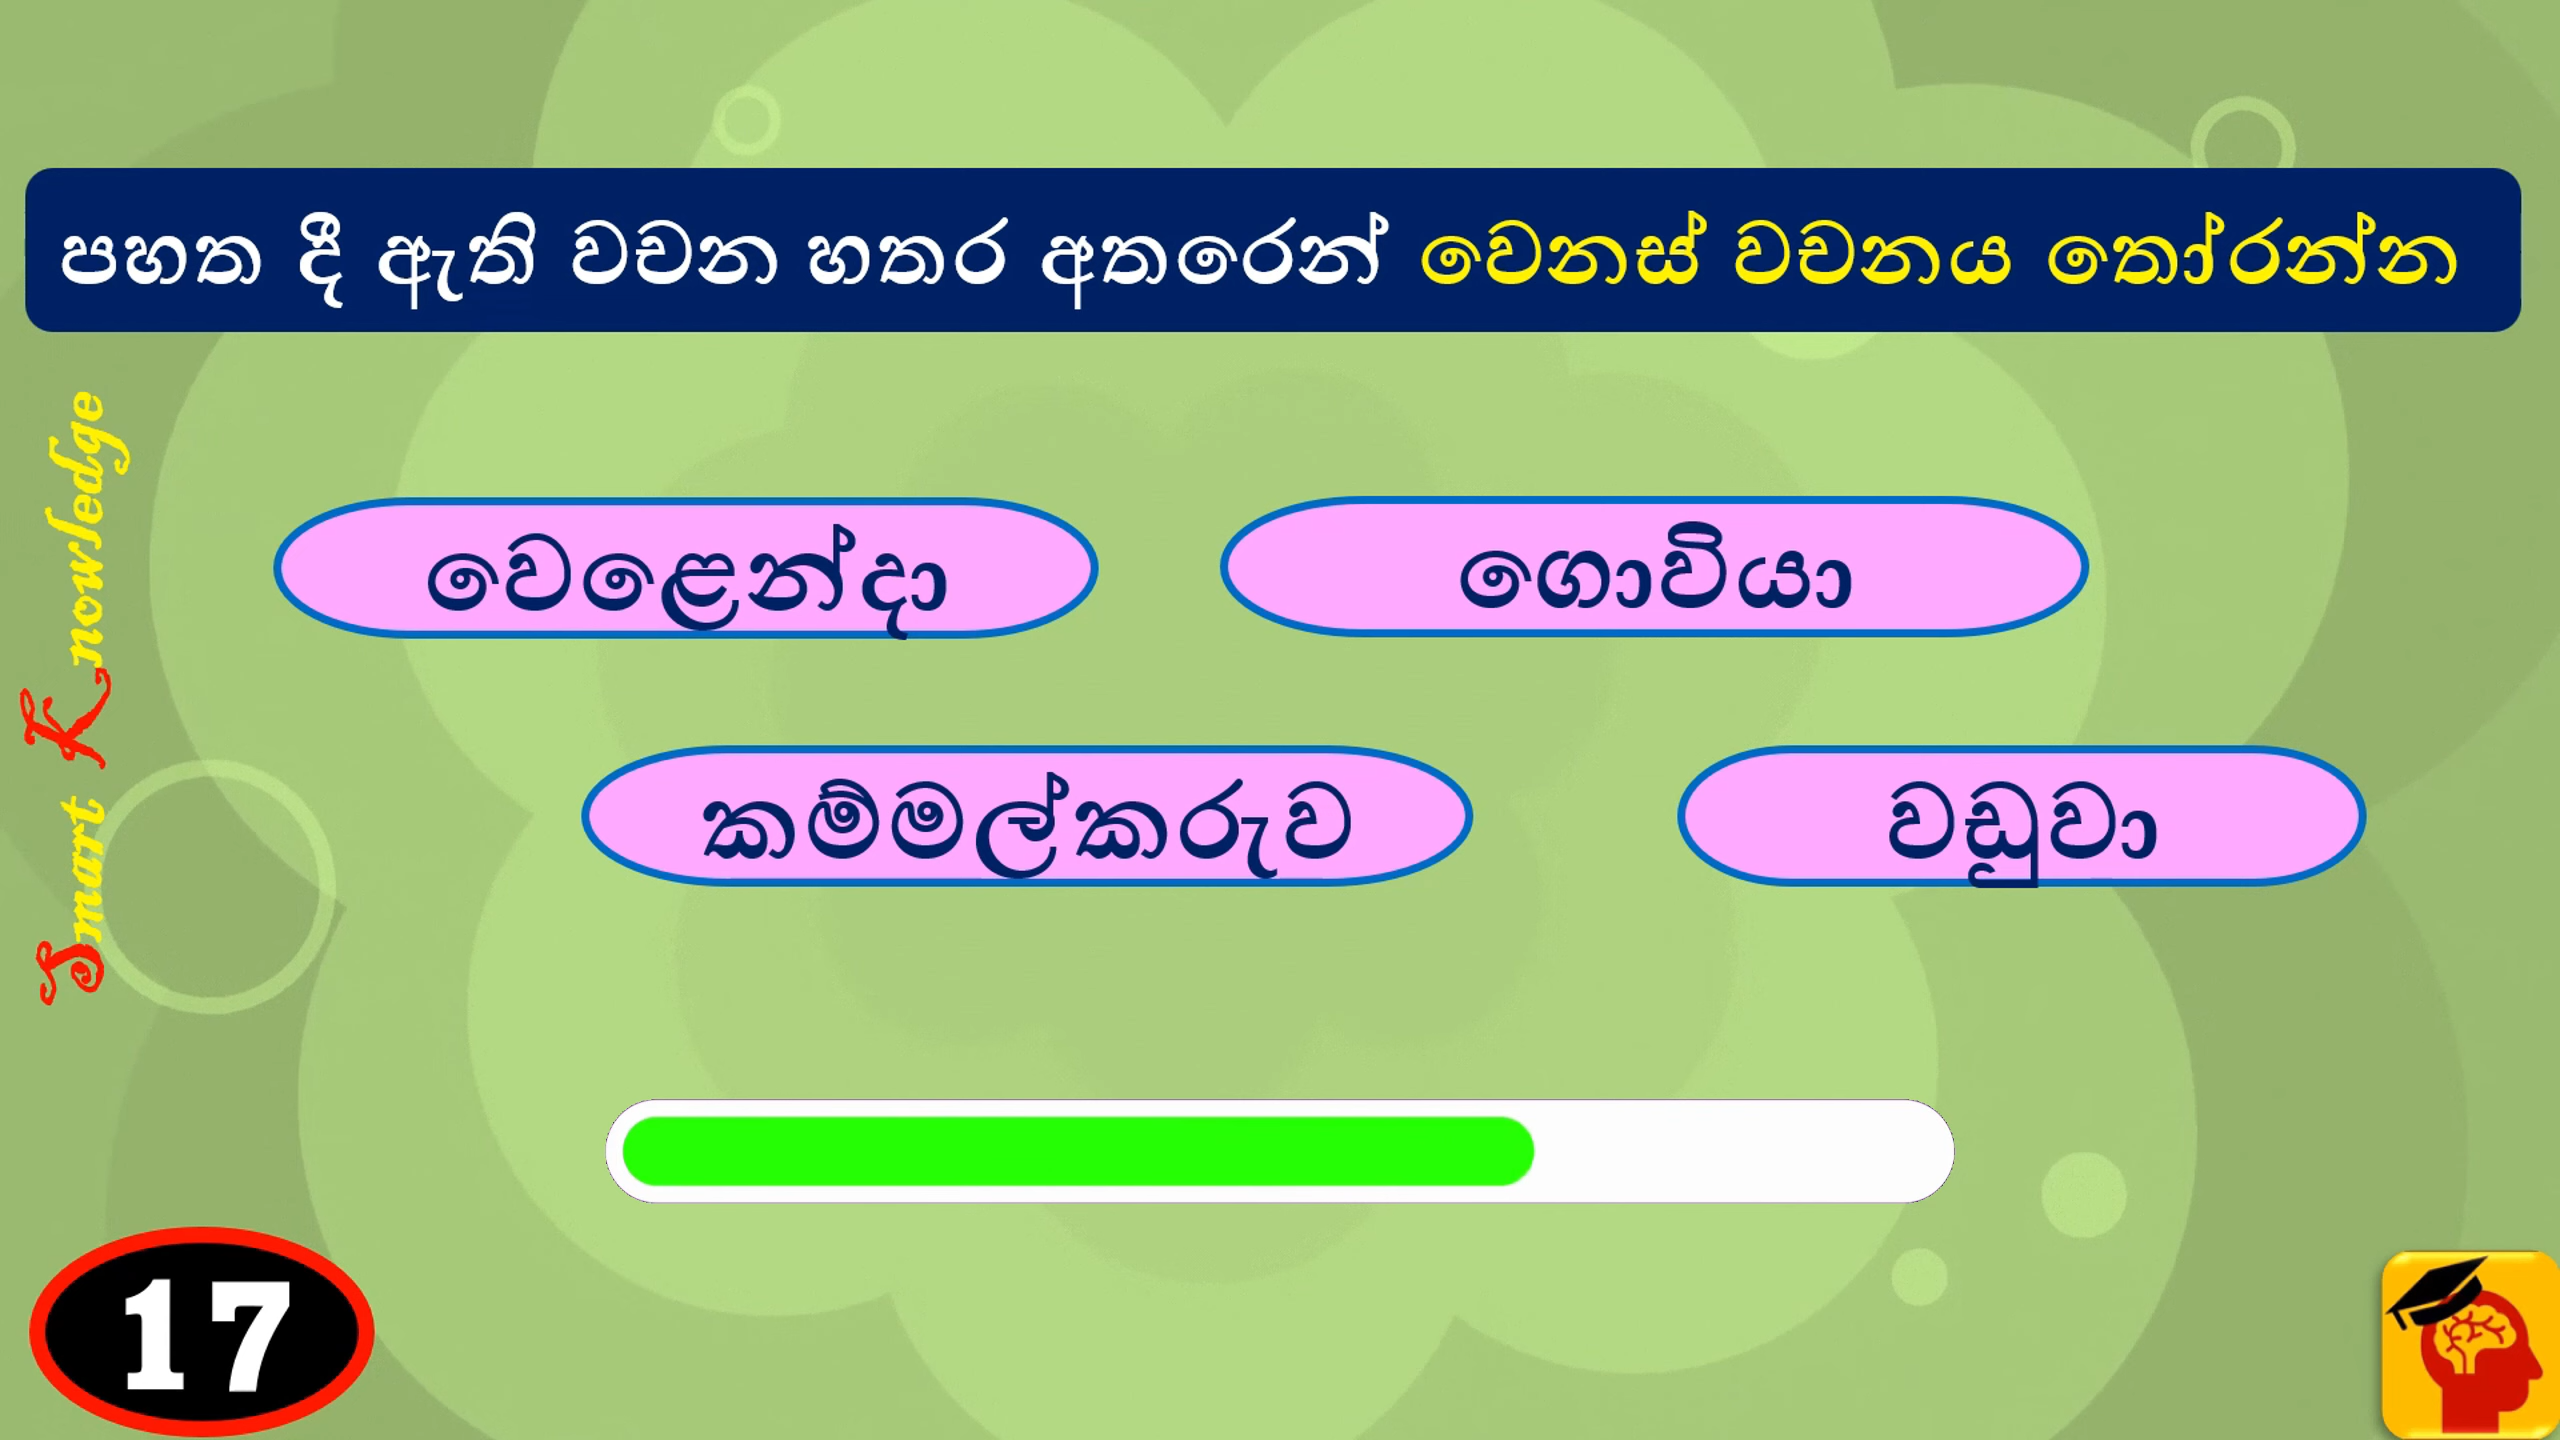 පහත දී ඇති වචන හතර අතරෙන් වෙනස් වචනය තෝරන්න
Smart Knowledge
වෙළෙන්දා
ගොවියා
කම්මල්කරුව
වඩුවා
17